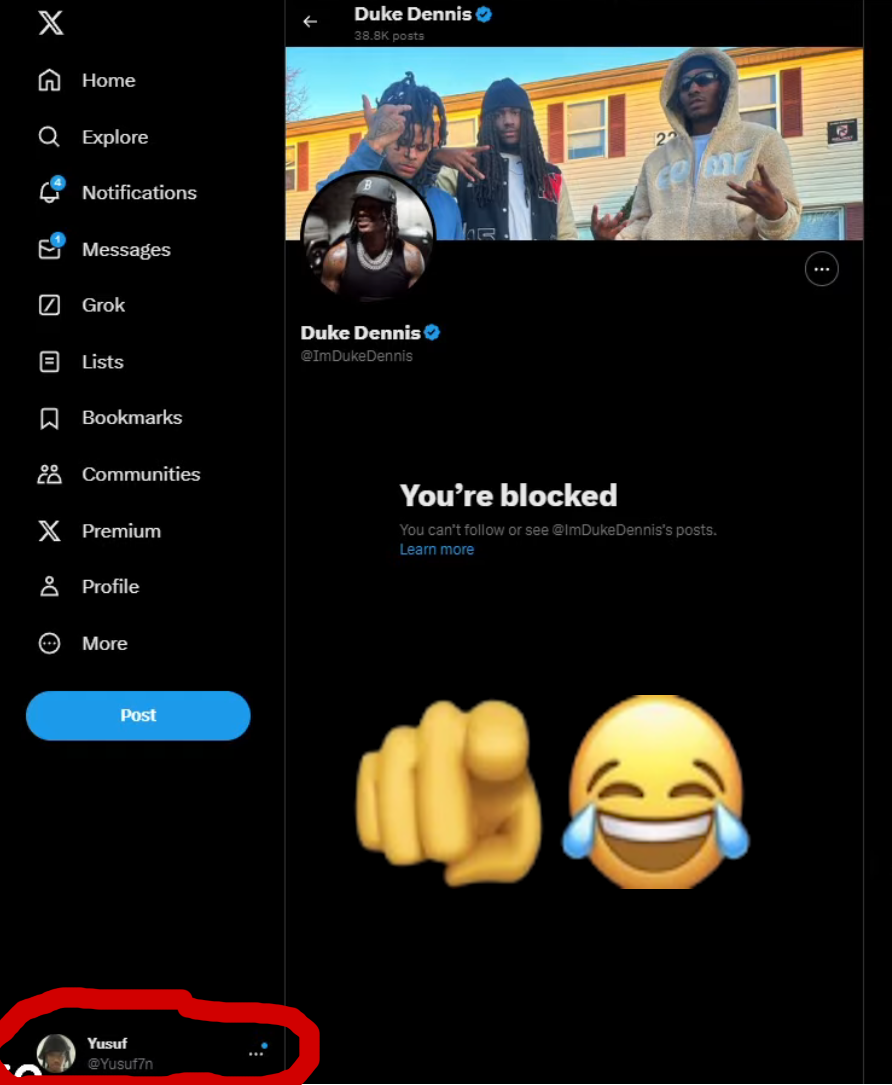 Duke Dennis
38.8K posts
Home
Explore
4
Notifications
1
Messages
Grok
Lists
Bookmarks
Communities
Premium
Profile
More
Post
Yusuf
@Yusuf7n
22
B
Duke Dennis
@ImDukeDennis
You're blocked
You can't follow or see @ImDukeDennis's posts.
Learn more